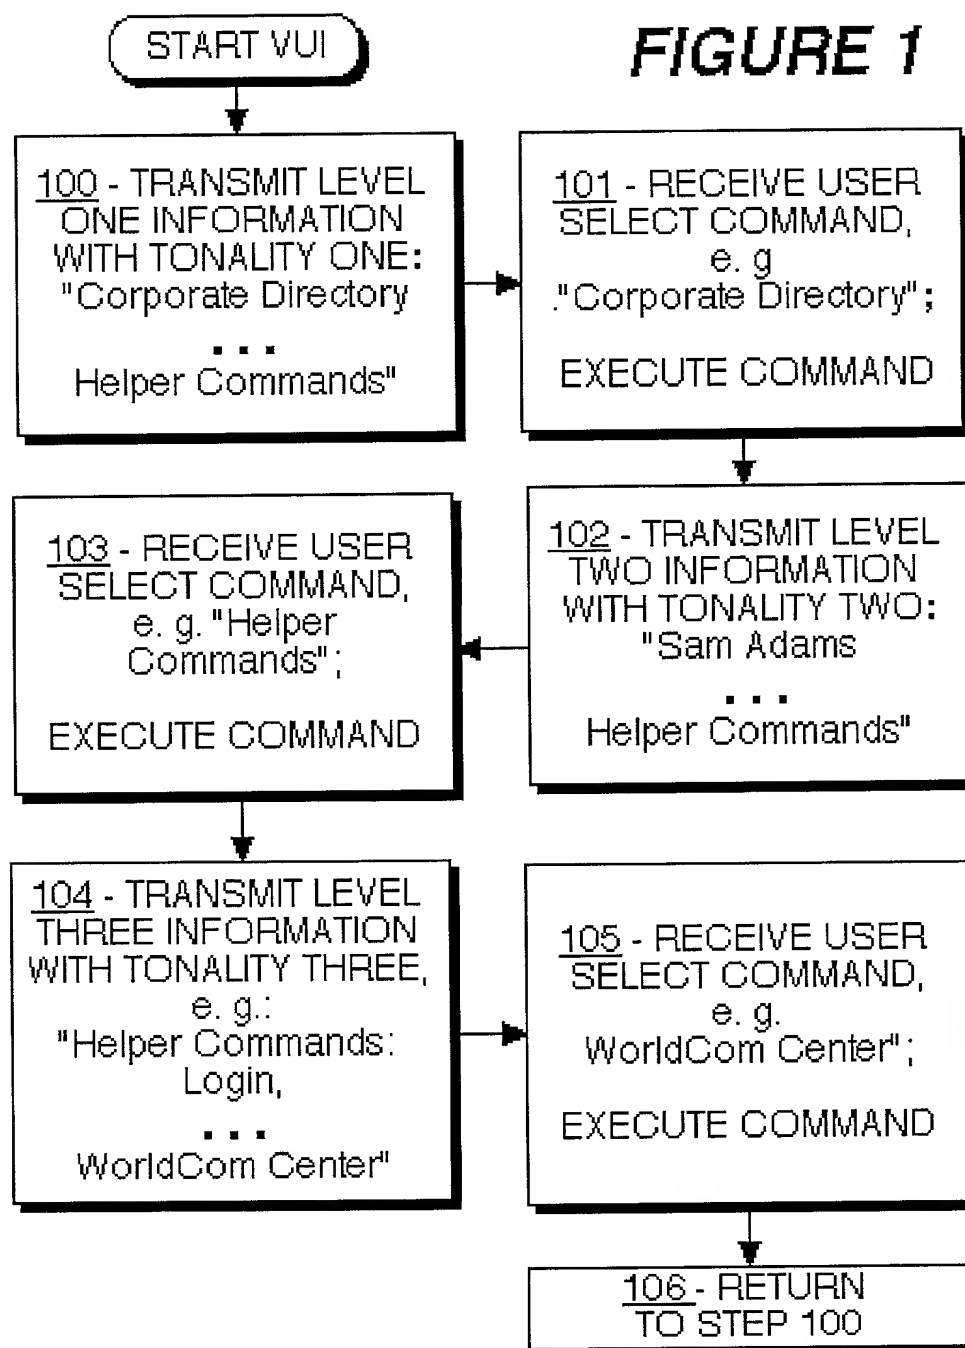 START VUI
FIGURE 1
100 - TRANSMIT LEVEL
ONE INFORMATION
WITH TONALITY ONE:
"Corporate Directory
...
Helper Commands"
101 - RECEIVE USER
SELECT COMMAND,
e. g
."Corporate Directory";
EXECUTE COMMAND
102 - TRANSMIT LEVEL
TWO INFORMATION
WITH TONALITY TWO:
"Sam Adams
...
Helper Commands"
103 - RECEIVE USER
SELECT COMMAND,
e. g. "Helper
Commands";
EXECUTE COMMAND
104 - TRANSMIT LEVEL
THREE INFORMATION
WITH TONALITY THREE,
e. g.:
"Helper Commands:
Login,
...
WorldCom Center"
105 - RECEIVE USER
SELECT COMMAND,
e. g.
WorldCom Center";
EXECUTE COMMAND
106 - RETURN
TO STEP 100